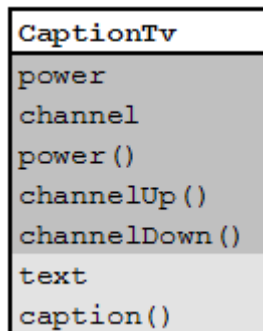 CaptionTv
power
channel
power()
channelUp()
channelDown()
text
caption()